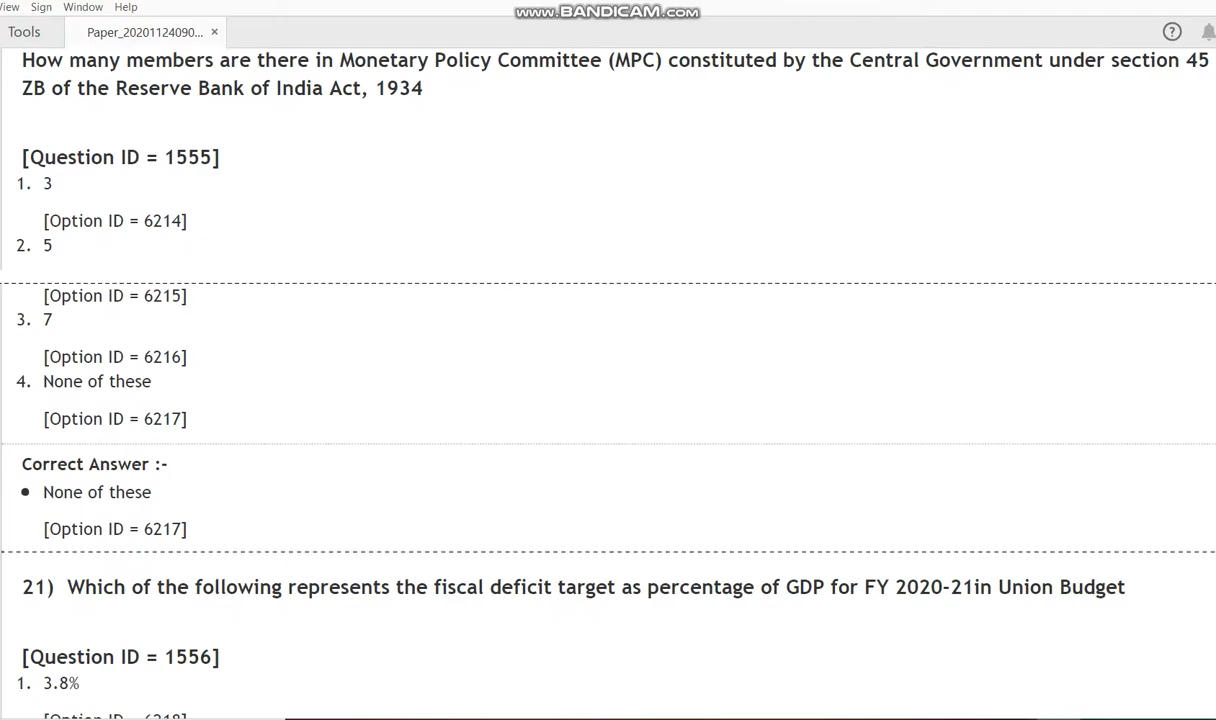 View Sign Window Help
www.BANDICAM.com
Tools Paper_20201124090... ×
How many members are there in Monetary Policy Committee (MPC) constituted by the Central Government under section 45
ZB of the Reserve Bank of India Act, 1934
[Question ID = 1555]
1. 3
[Option ID = 6214]
2. 5
[Option ID = 6215]
3. 7
[Option ID = 6216]
4. None of these
[Option ID = 6217]
Correct Answer :-
• None of these
[Option ID = 6217]
21) Which of the following represents the fiscal deficit target as percentage of GDP for FY 2020-21in Union Budget
[Question ID = 1556]
1. 3.8%
[Option ID = 6218]